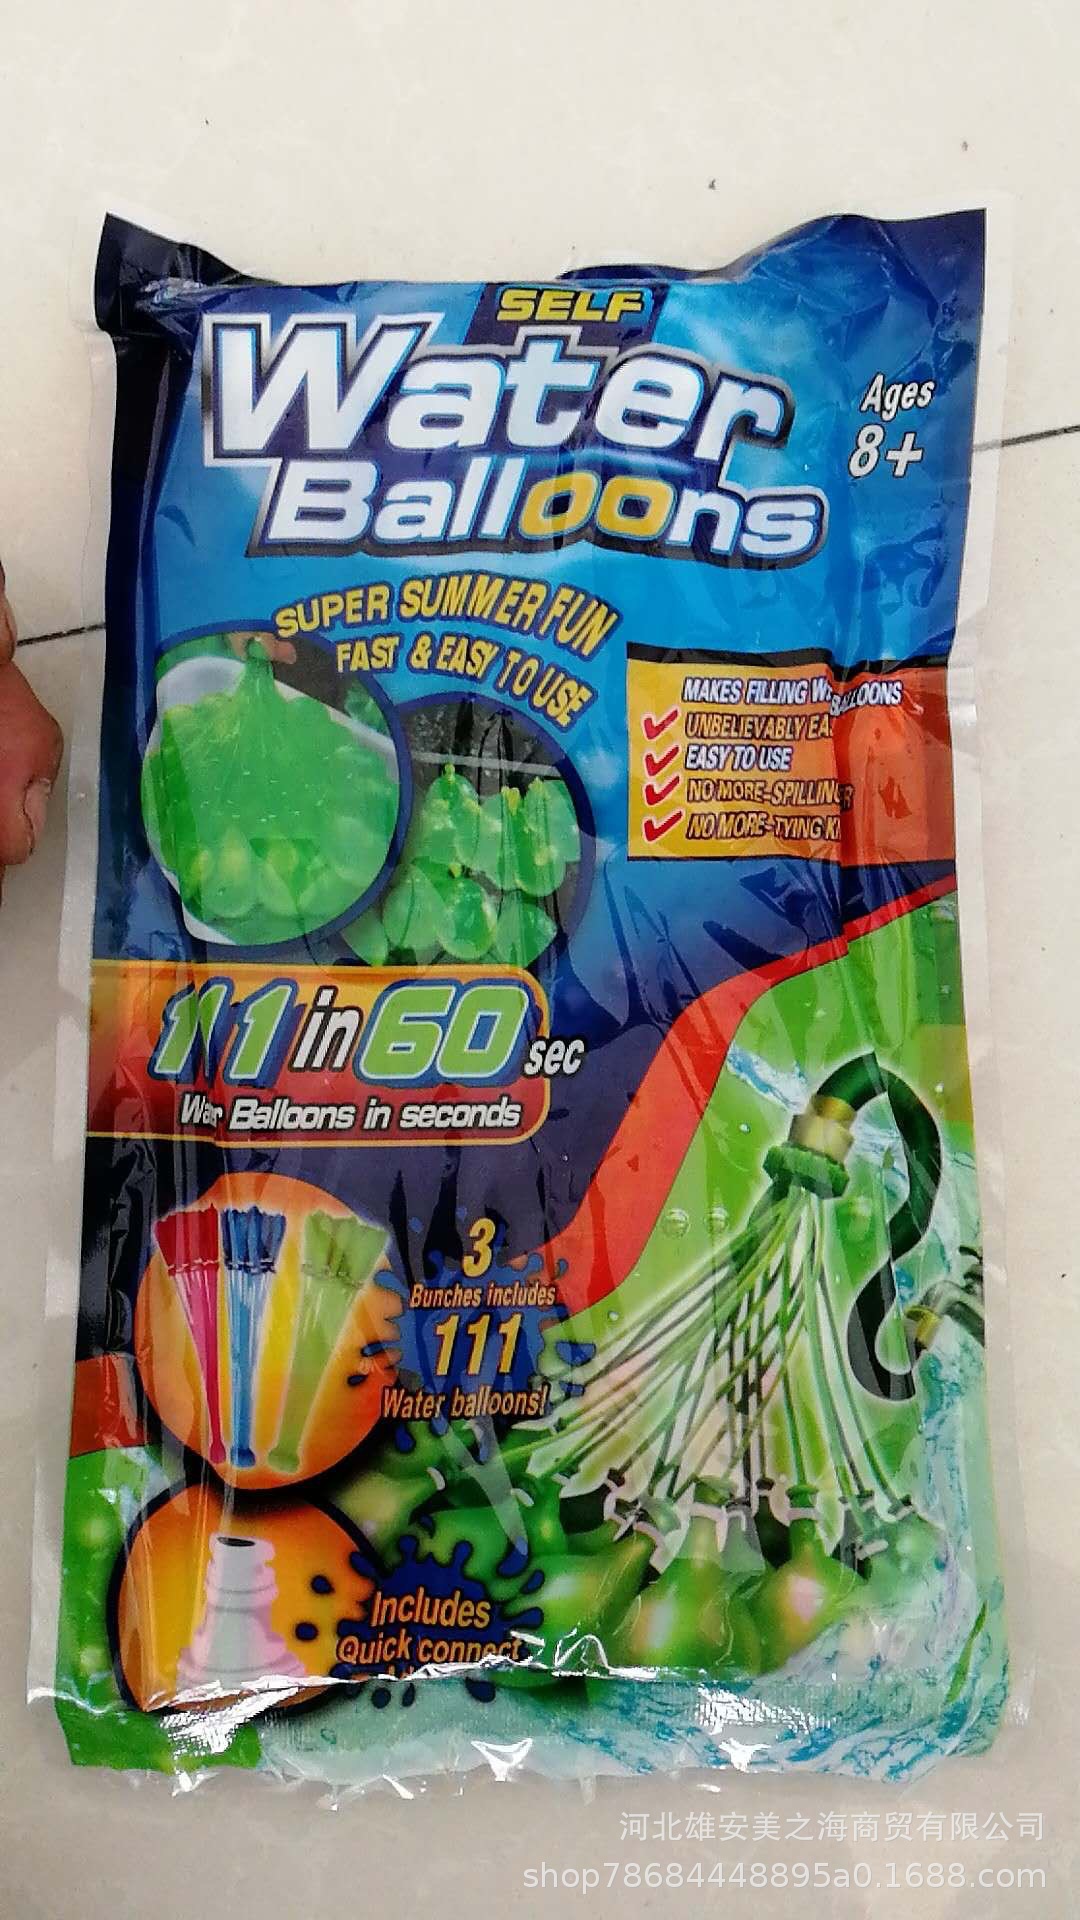 SELF
Water
Balloons
Ages
8+
SUPER SUMMER FUN
FAST & EASY TO USE
MAKES FILLING BALLOONS
UNBELIEVABLY
EASY TO USE
NO MORE-SPILLING
NO MORE-TYING
111 in 60 sec
Balloons in seconds
3
Bunches includes
111
Water balloons!
Includes
Quick connect
河北雄安美之海商贸有限公司
shop78684448895a0.1688.com